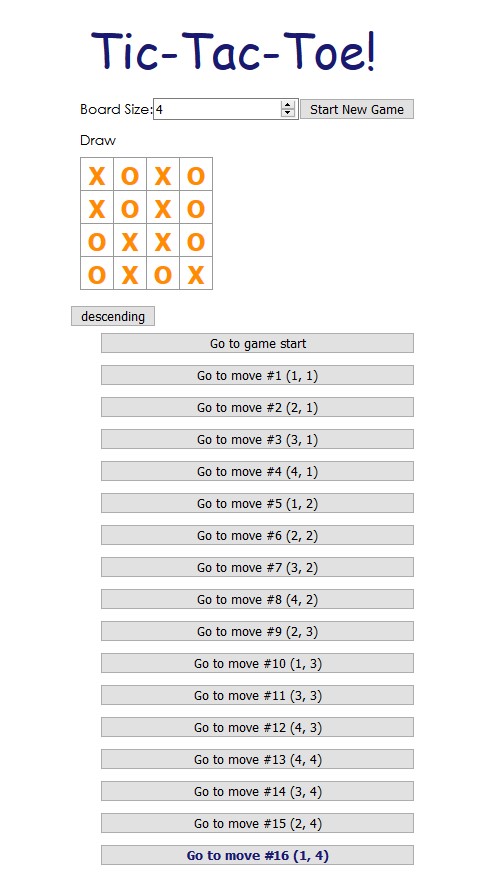 Tic-Tac-Toe!
Board Size: 4 Start New Game
Draw
X O X O
X O X O
O X X O
O X O X
descending
Go to game start
Go to move #1 (1, 1)
Go to move #2 (2, 1)
Go to move #3 (3, 1)
Go to move #4 (4, 1)
Go to move #5 (1, 2)
Go to move #6 (2, 2)
Go to move #7 (3, 2)
Go to move #8 (4, 2)
Go to move #9 (2, 3)
Go to move #10 (1, 3)
Go to move #11 (3, 3)
Go to move #12 (4, 3)
Go to move #13 (4, 4)
Go to move #14 (3, 4)
Go to move #15 (2, 4)
Go to move #16 (1, 4)